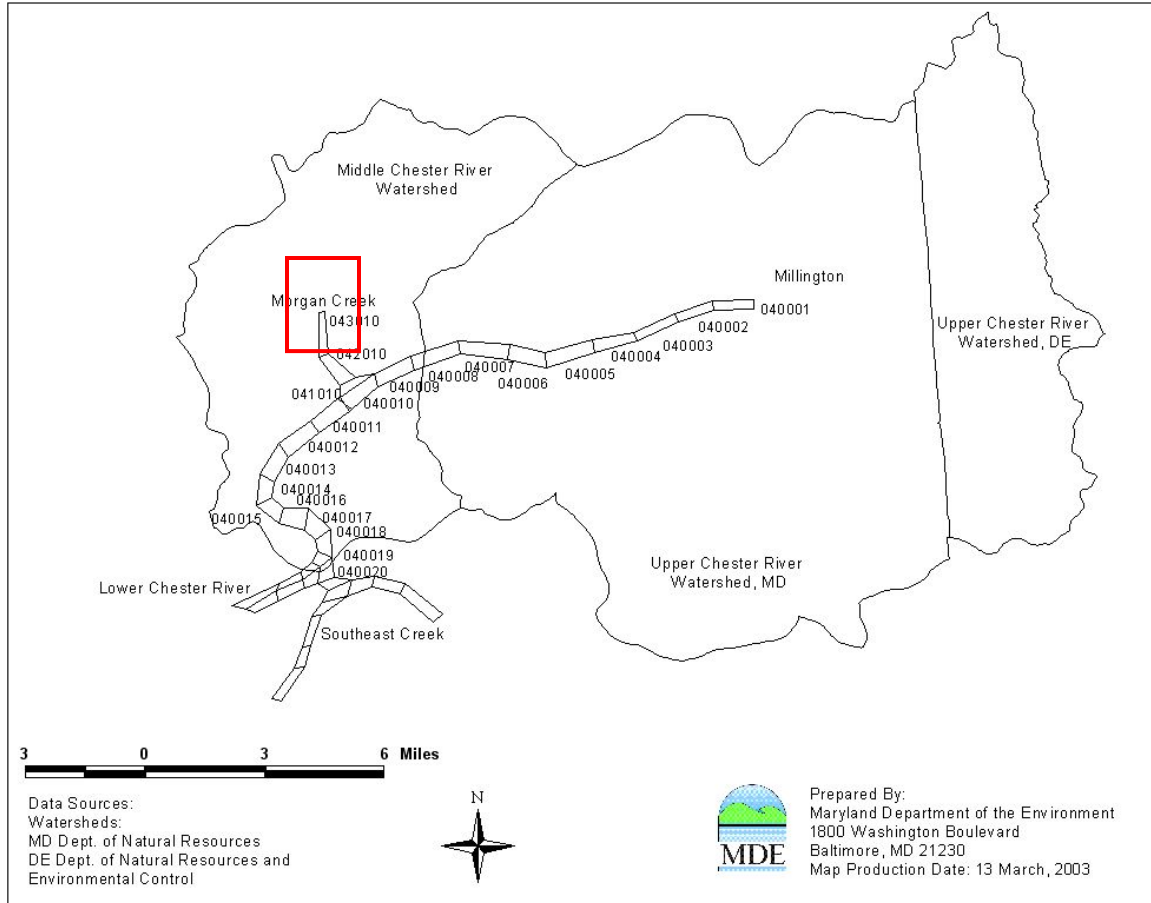 Middle Chester River
Watershed
Morgan Creek
Millington
043010
040001
040002
Upper Chester River
Watershed, DE
040003
042010
040004
040007
040005
040008
040006
040009
041010
040010
040011
040012
040013
040014
040016
040015
040017
040018
040019
040020
Upper Chester River
Watershed, MD
Lower Chester River
Southeast Creek
3 0 3 6 Miles
Data Sources:
Watersheds:
MD Dept. of Natural Resources
DE Dept. of Natural Resources and
Environmental Control
N
MDE
Prepared By:
Maryland Department of the Environment
1800 Washington Boulevard
Baltimore, MD 21230
Map Production Date: 13 March, 2003